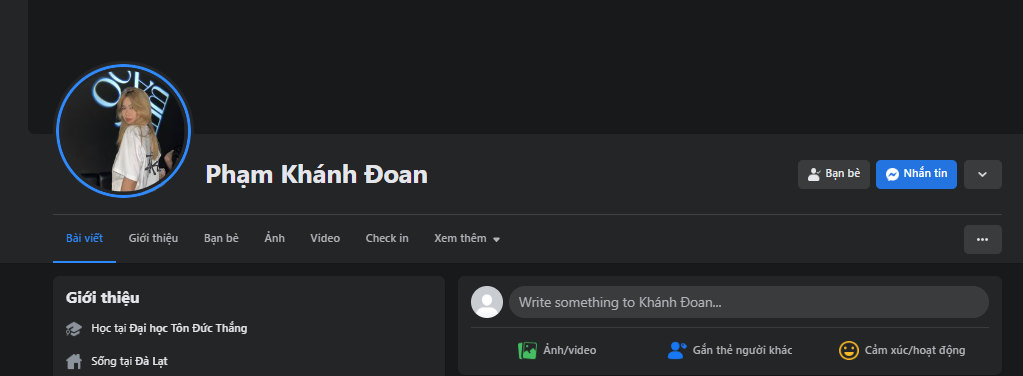 Phạm Khánh Đoan
Bạn bè
Nhắn tin
Bài viết
Giới thiệu
Bạn bè
Ảnh
Video
Check in
Xem thêm
Giới thiệu
Học tại Đại học Tôn Đức Thắng
Sống tại Đà Lạt
Write something to Khánh Đoan...
Ảnh/video
Gắn thẻ người khác
Cảm xúc/hoạt động